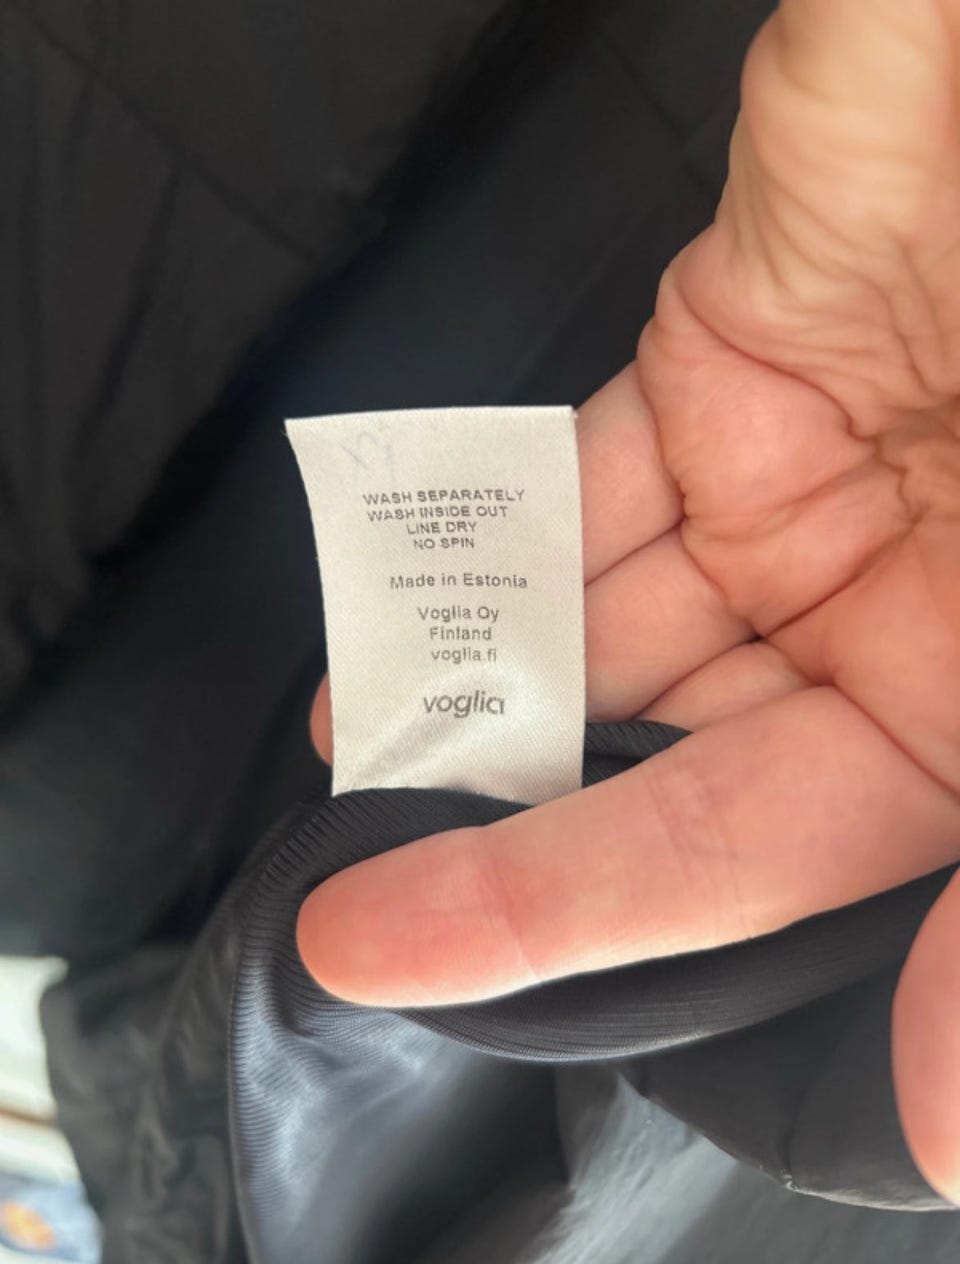 WASH SEPARATELY
WASH INSIDE OUT
LINE DRY
NO SPIN
Made in Estonia
Voglia Oy
Finland
voglia.fi
voglia